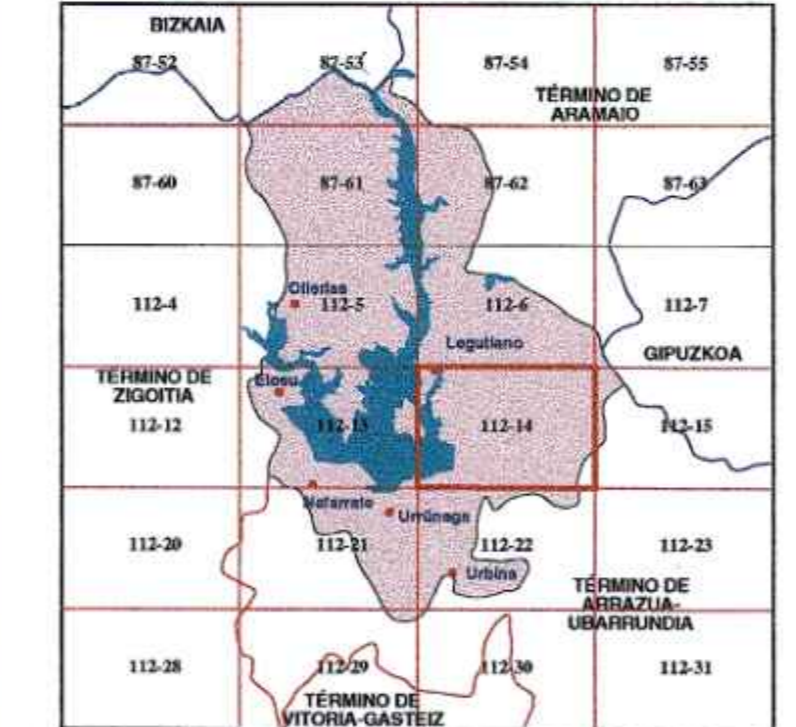 BIZKAIA
87-52
87-53
87-54
87-55
TÉRMINO DE
ARAMAIO
87-60
87-61
87-62
87-63
Ollerias
112-4
112-5
112-6
112-7
Legutiano
GIPUZKOA
TERMINO DE
ZIGOITIA
Elosu
112-12
112-13
112-14
112-15
Nafarrate
Urrúnaga
112-20
112-21
112-22
112-23
Urbina
TÉRMINO DE
ARRAZUA-
UBARRUNDIA
112-28
112-29
112-30
112-31
TÉRMINO DE
VITORIA-GASTEIZ